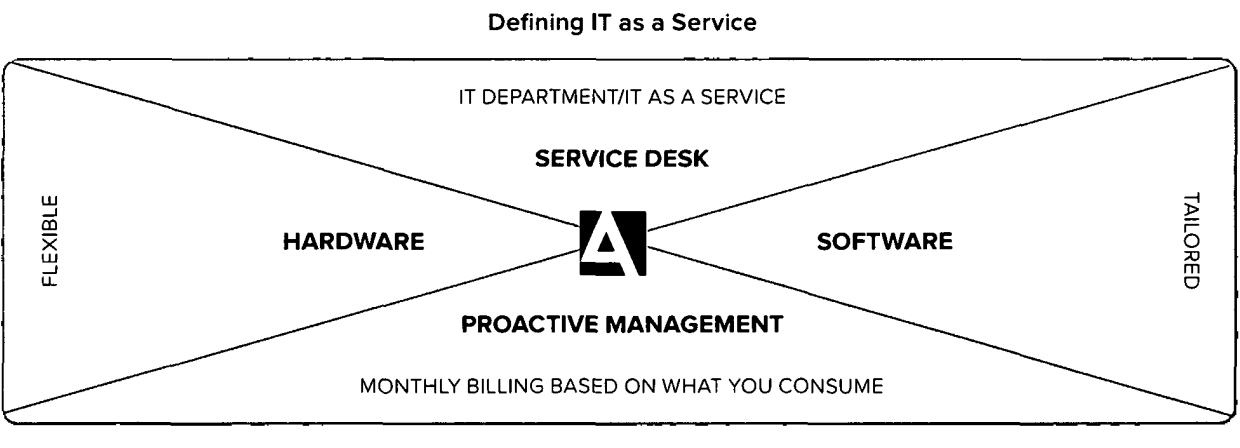 Defining IT as a Service
IT DEPARTMENT/IT AS A SERVICE
SERVICE DESK
FLEXIBLE
HARDWARE
A
SOFTWARE
TAILORED
PROACTIVE MANAGEMENT
MONTHLY BILLING BASED ON WHAT YOU CONSUME